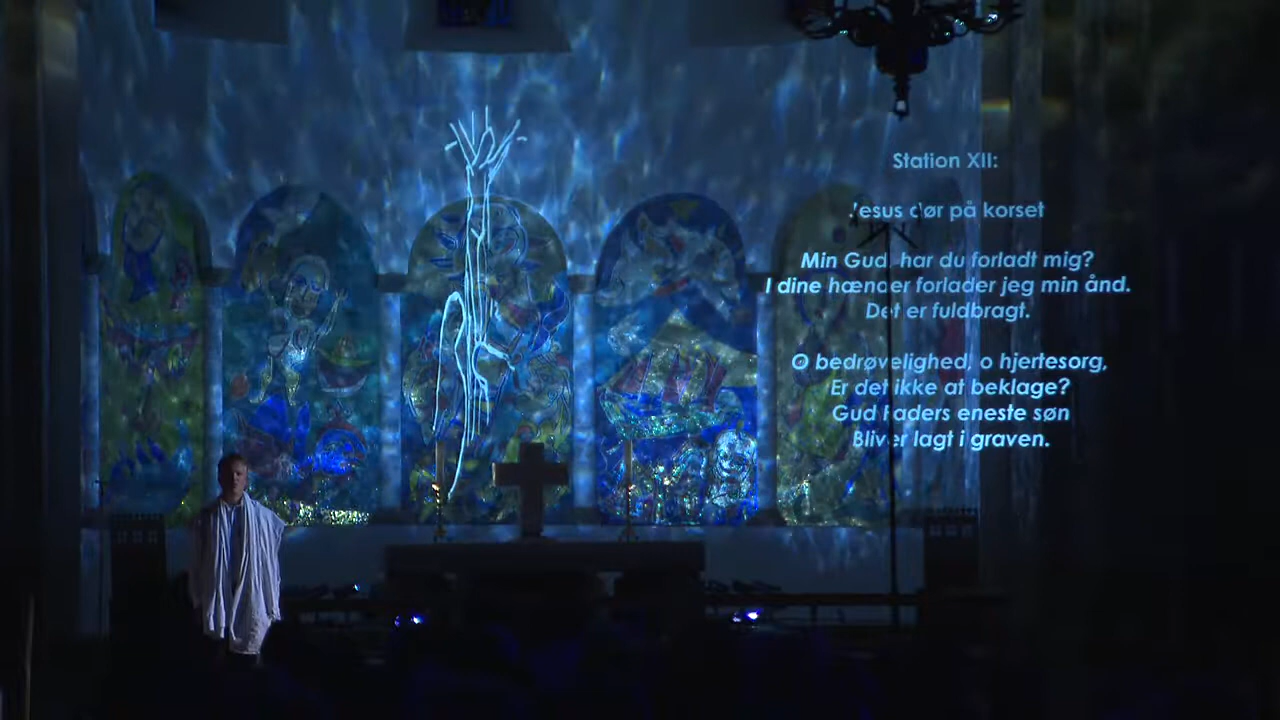 Station XII:
Jesus dør på korset
Min Gud har du forladt mig?
I dine hænder forlader jeg min ånd.
Det er fuldbragt.
O bedrøvelighed, o hjertesorg,
Er det ikke at beklage?
Gud Faders eneste søn
Bliver lagt i graven.